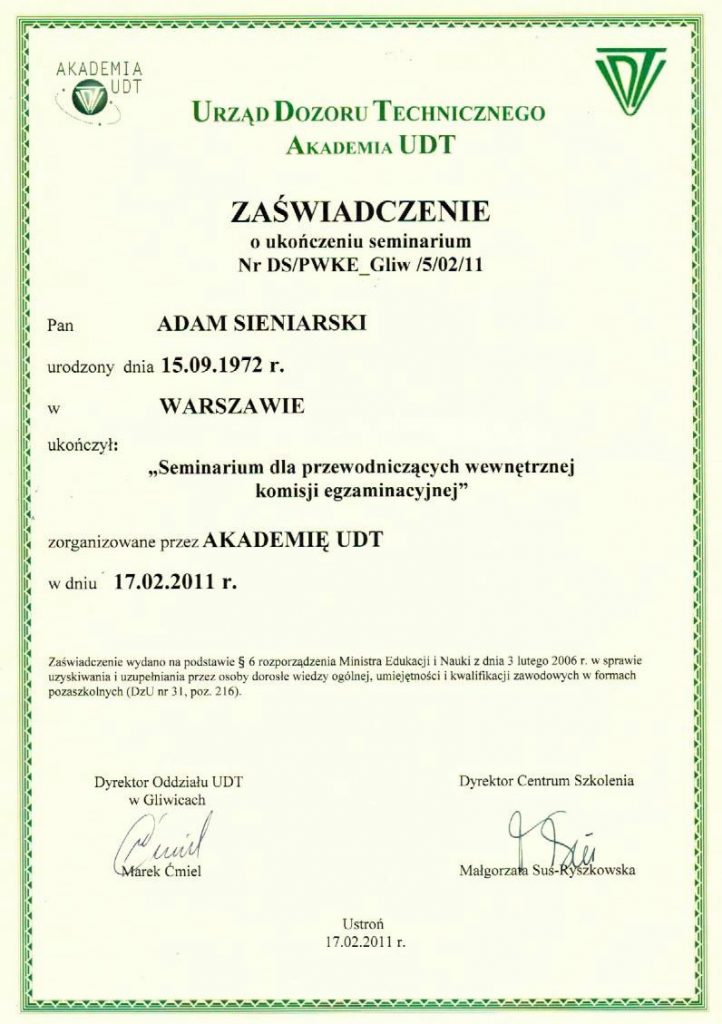 AKADEMIA
UDT
UDT
URZĄD DOZORU TECHNICZNEGO
AKADEMIA UDT
ZAŚWIADCZENIE
o ukończeniu seminarium
Nr DS/PWKE_Gliw /5/02/11
Pan ADAM SIENIARSKI
urodzony dnia 15.09.1972 r.
w WARSZAWIE
ukończył:
„Seminarium dla przewodniczących wewnętrznej
komisji egzaminacyjnej”
zorganizowane przez AKADEMIĘ UDT
w dniu 17.02.2011 r.
Zaświadczenie wydano na podstawie § 6 rozporządzenia Ministra Edukacji i Nauki z dnia 3 lutego 2006 r. w sprawie
uzyskiwania i uzupełniania przez osoby dorosłe wiedzy ogólnej, umiejętności i kwalifikacji zawodowych w formach
pozaszkolnych (DzU nr 31, poz. 216).
Dyrektor Oddziału UDT
w Gliwicach
Ćmiel
Marek Ćmiel
Dyrektor Centrum Szkolenia
Małgorzata Suś-Ryszkowska
Ustroń
17.02.2011 r.